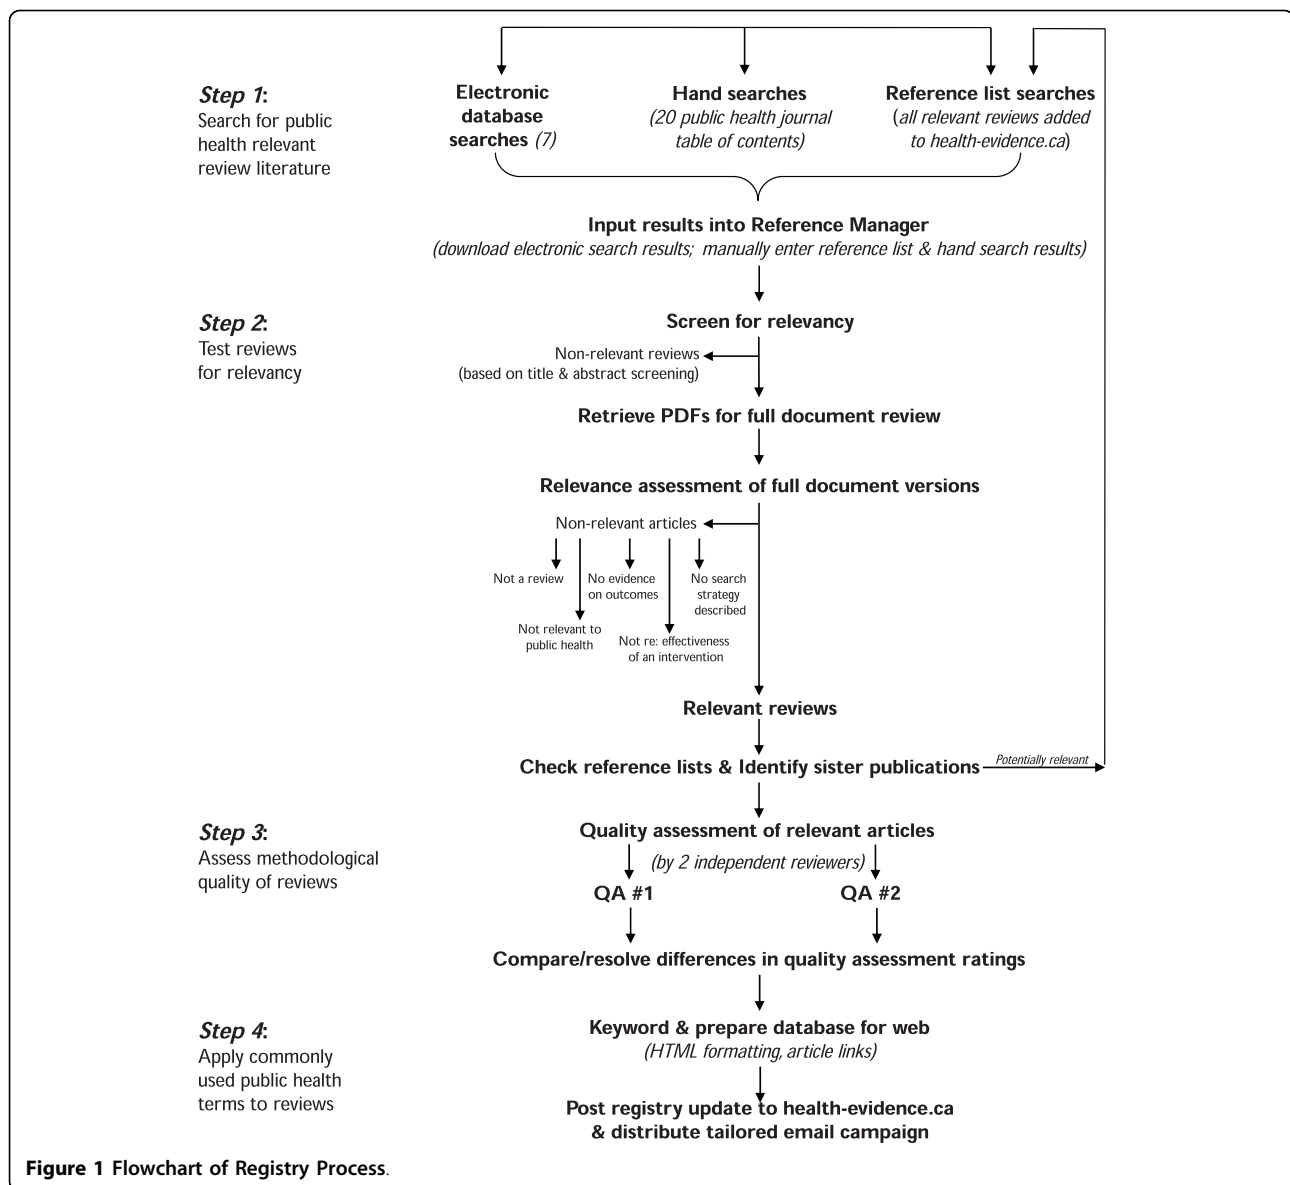 Step 1:
Search for public
health relevant
review literature
Electronic
database
searches (7)
Hand searches
(20 public health journal
table of contents)
Reference list searches
(all relevant reviews added
to health-evidence.ca)
Input results into Reference Manager
(download electronic search results; manually enter reference list & hand search results)
Step 2:
Test reviews
for relevancy
Screen for relevancy
Non-relevant reviews
(based on title & abstract screening)
Retrieve PDFs for full document review
Relevance assessment of full document versions
Non-relevant articles
Not a review
No evidence
on outcomes
No search
strategy
described
Not relevant to
public health
Not re: effectiveness
of an intervention
Relevant reviews
Check reference lists & Identify sister publications
Potentially relevant
Step 3:
Assess methodological
quality of reviews
Quality assessment of relevant articles
(by 2 independent reviewers)
QA #1
QA #2
Compare/resolve differences in quality assessment ratings
Step 4:
Apply commonly
used public health
terms to reviews
Keyword & prepare database for web
(HTML formatting, article links)
Post registry update to health-evidence.ca
& distribute tailored email campaign
Figure 1 Flowchart of Registry Process.